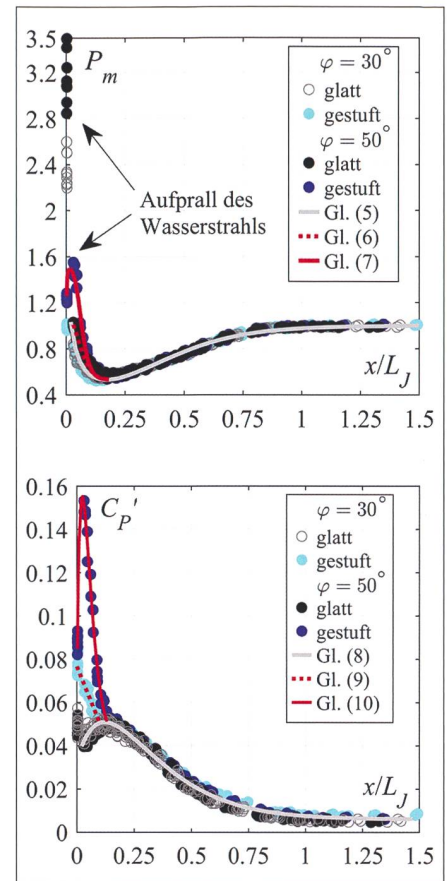 3.5
3.2
2.8
2.4
2.0
1.6
1.2
0.8
0.4
P_m
φ = 30°
glatt
gestuft
φ = 50°
glatt
gestuft
Gl. (5)
Gl. (6)
Gl. (7)
Aufprall des
Wasserstrahls
x/L_J
0 0.25 0.5 0.75 1 1.25 1.5
0.16
0.14
0.12
0.1
0.08
0.06
0.04
0.02
0
C_P'
φ = 30°
glatt
gestuft
φ = 50°
glatt
gestuft
Gl. (8)
Gl. (9)
Gl. (10)
x/L_J
0 0.25 0.5 0.75 1 1.25 1.5